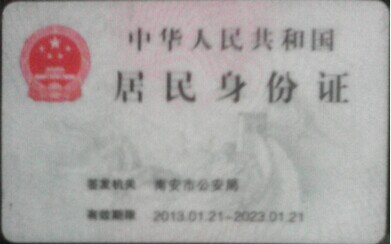 中华人民共和国
居民身份证
签发机关 南安市公安局
有效期限 2013.01.21-2023.01.21